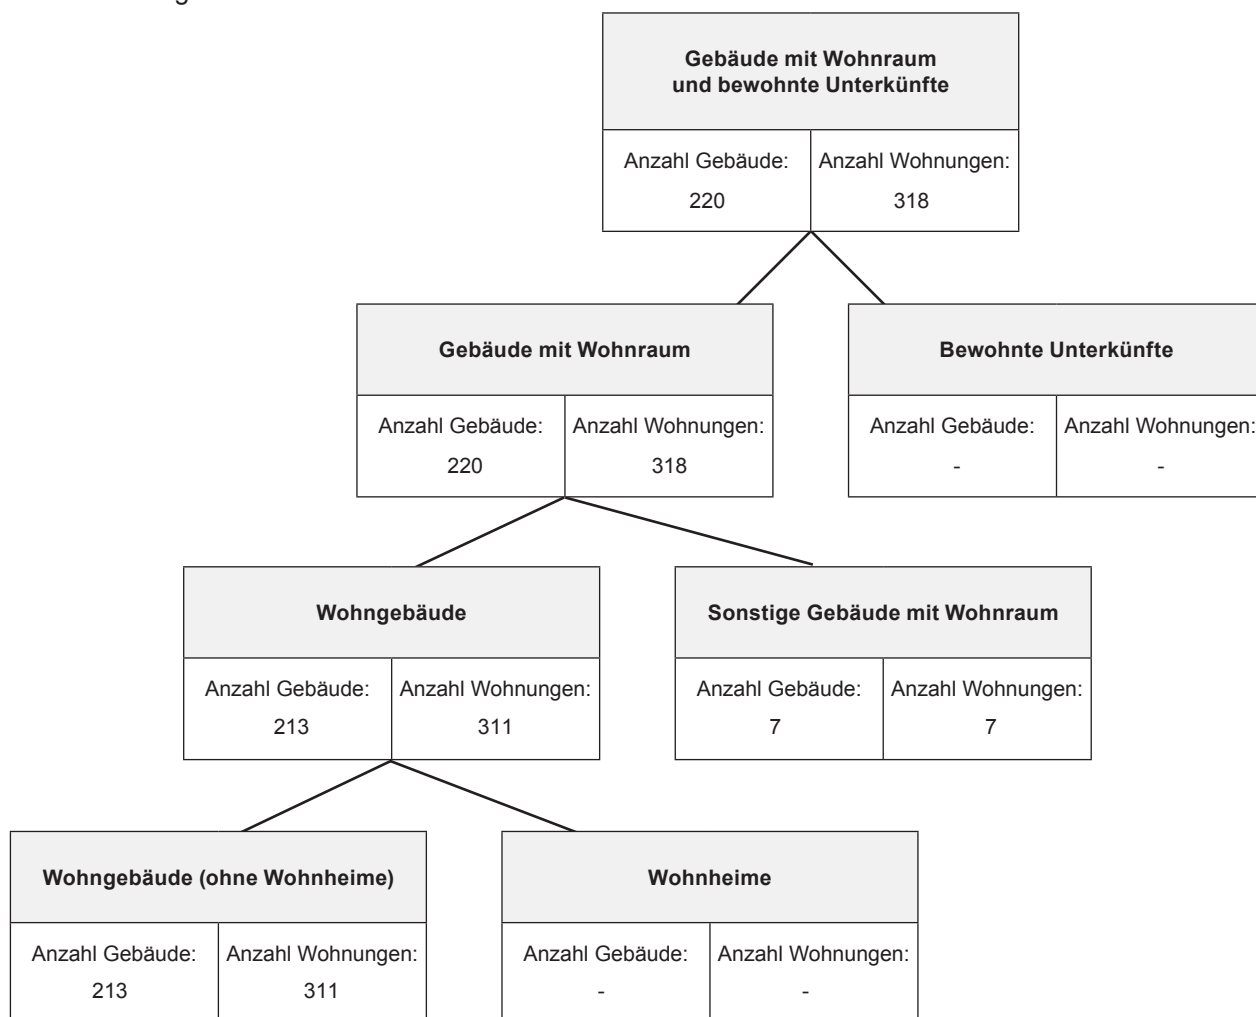 Gebäude mit Wohnraum
und bewohnte Unterkünfte
Anzahl Gebäude: Anzahl Wohnungen:
220 318
Gebäude mit Wohnraum Bewohnte Unterkünfte
Anzahl Gebäude: Anzahl Wohnungen: Anzahl Gebäude: Anzahl Wohnungen:
220 318 - -
Wohngebäude Sonstige Gebäude mit Wohnraum
Anzahl Gebäude: Anzahl Wohnungen: Anzahl Gebäude: Anzahl Wohnungen:
213 311 7 7
Wohngebäude (ohne Wohnheime) Wohnheime
Anzahl Gebäude: Anzahl Wohnungen: Anzahl Gebäude: Anzahl Wohnungen:
213 311 - -